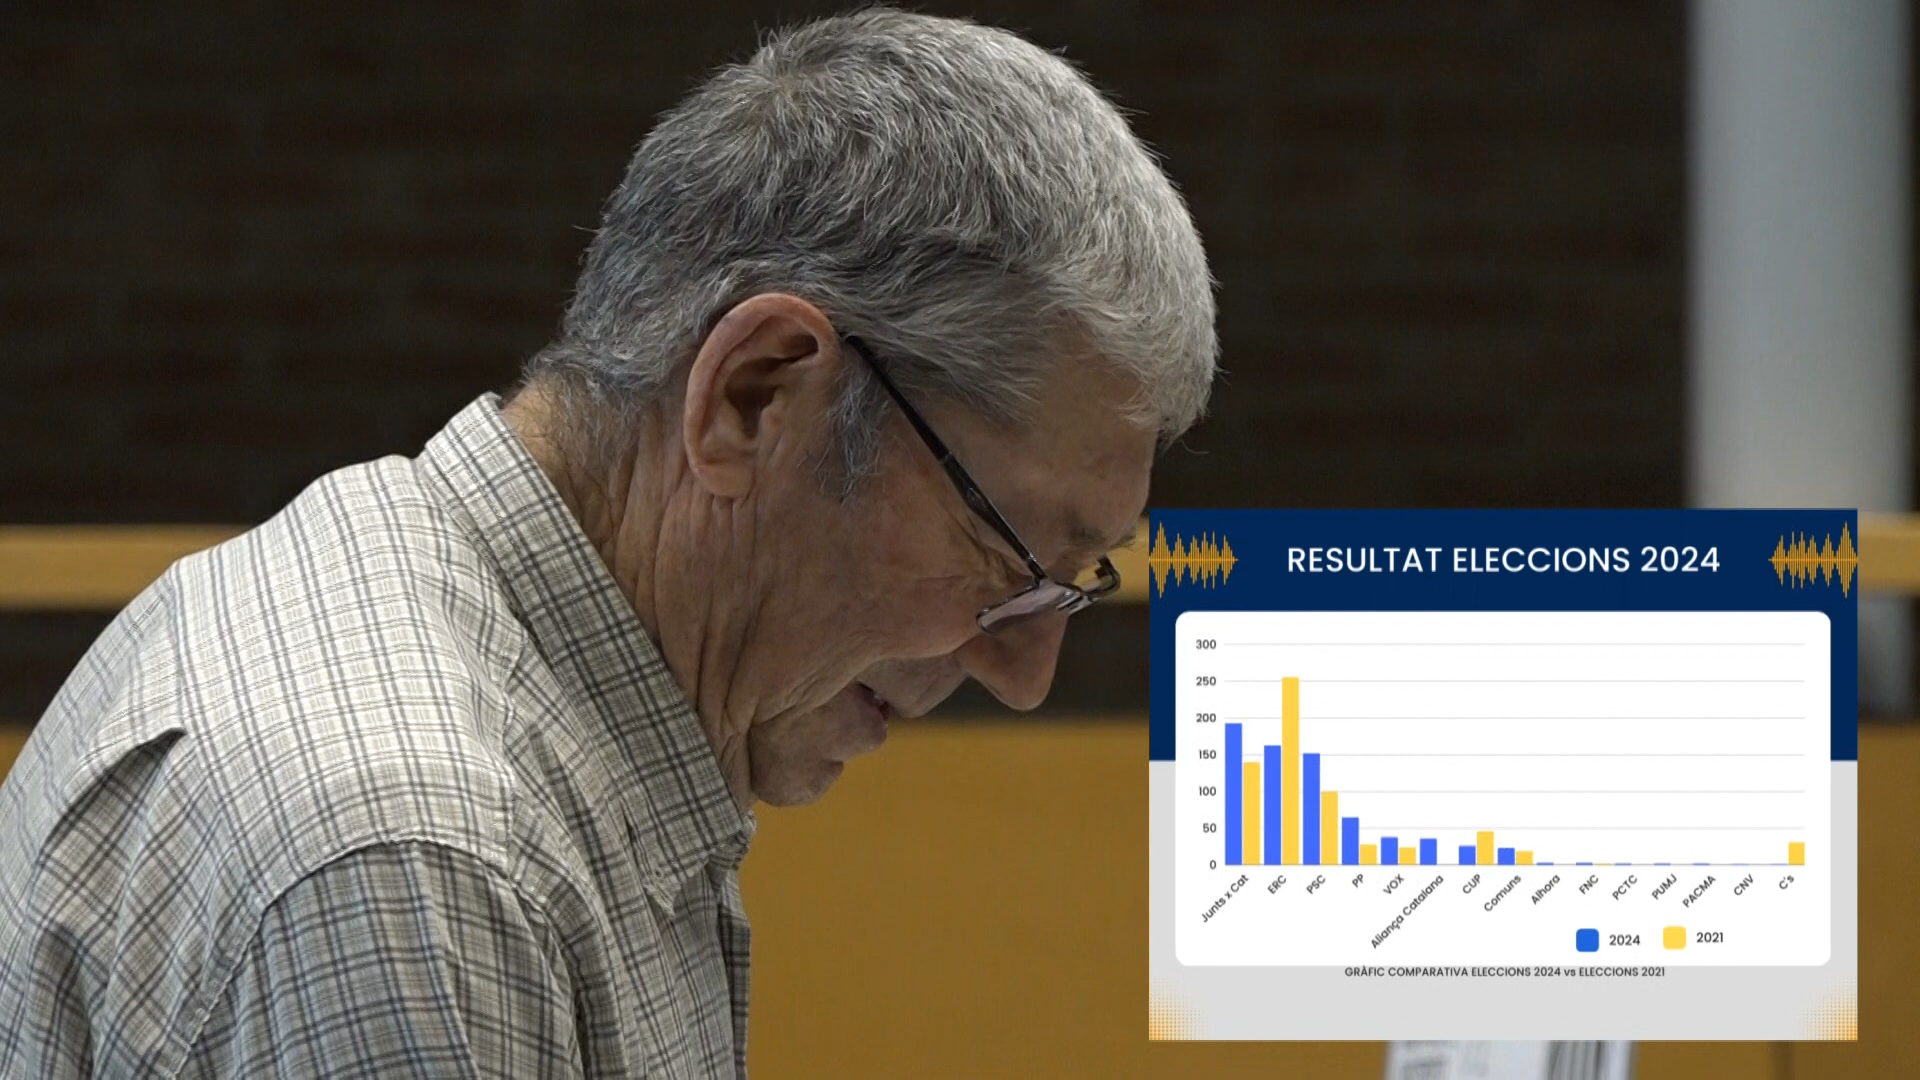 RESULTAT ELECCIONS 2024
300
250
200
150
100
50
0
Junts x Cat
ERC
PSC
PP
VOX
Aliança Catalana
CUP
Comuns
Alhora
FNC
PCTC
PUMJ
PACMA
CNV
C's
2024
2021
GRÀFIC COMPARATIVA ELECCIONS 2024 vs ELECCIONS 2021